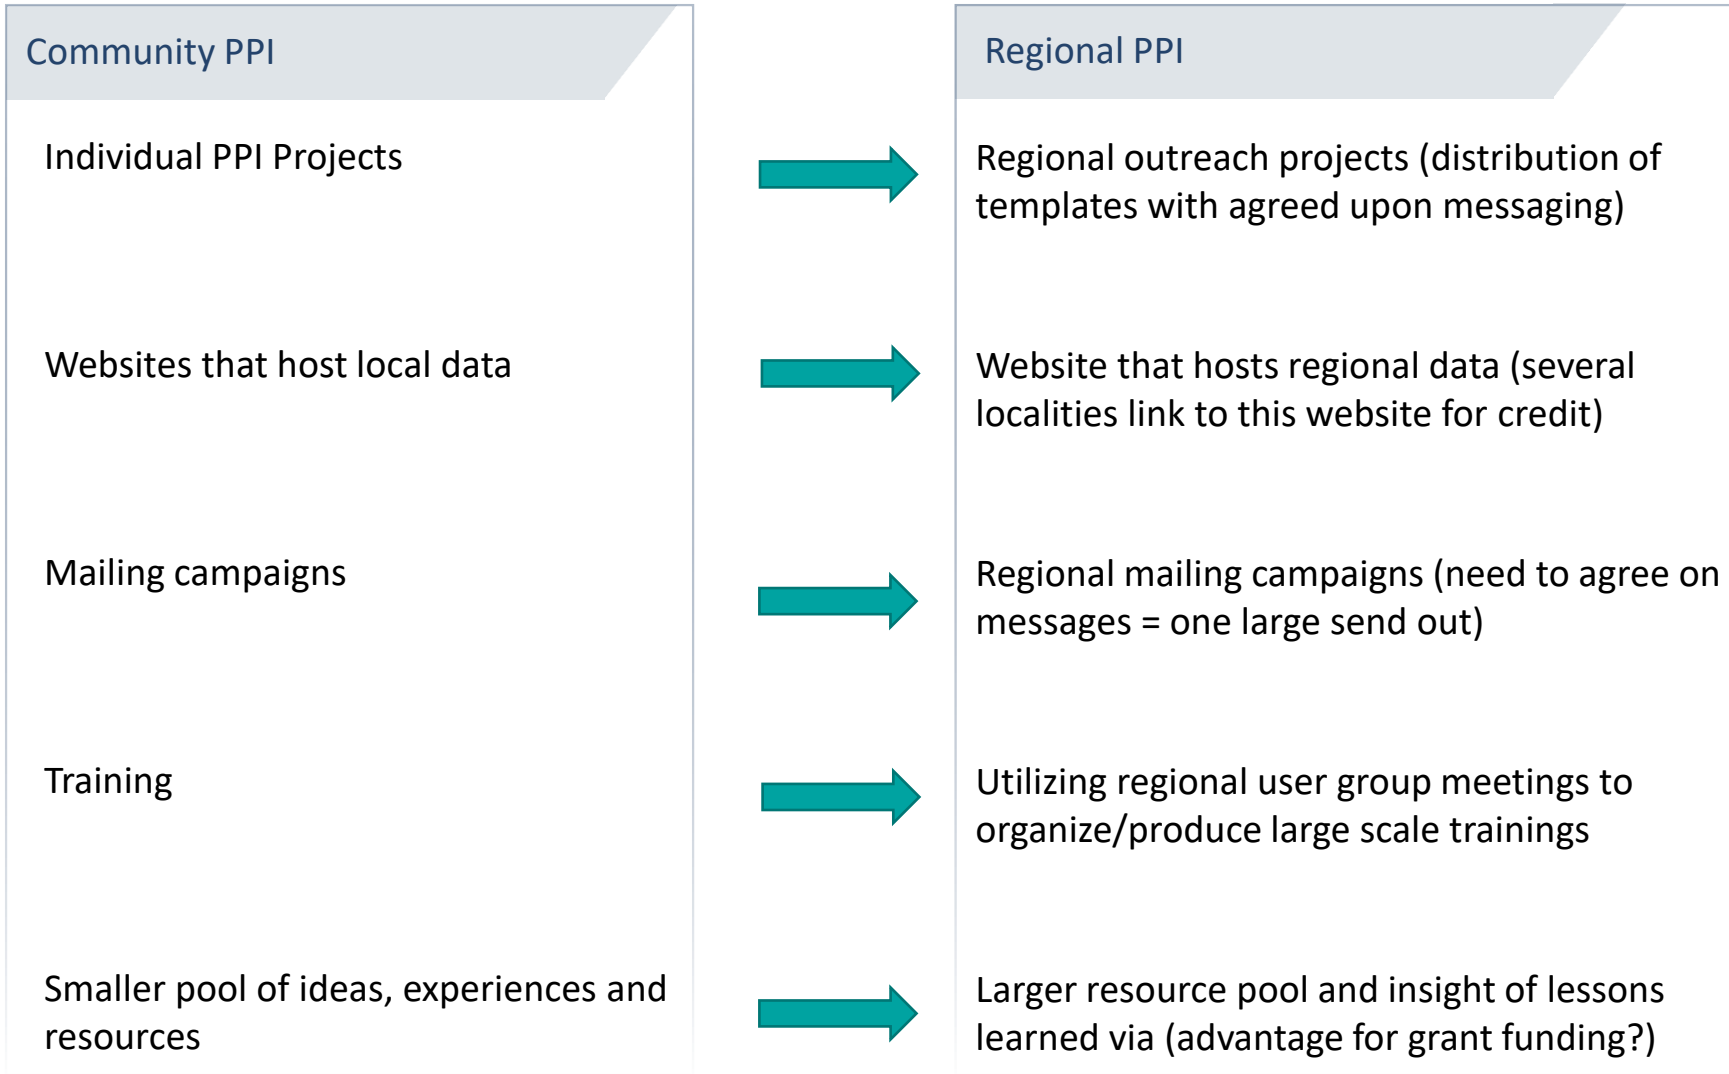 Community PPI
Regional PPI
Individual PPI Projects
Regional outreach projects (distribution of
templates with agreed upon messaging)
Websites that host local data
Website that hosts regional data (several
localities link to this website for credit)
Mailing campaigns
Regional mailing campaigns (need to agree on
messages = one large send out)
Training
Utilizing regional user group meetings to
organize/produce large scale trainings
Smaller pool of ideas, experiences and
resources
Larger resource pool and insight of lessons
learned via (advantage for grant funding?)